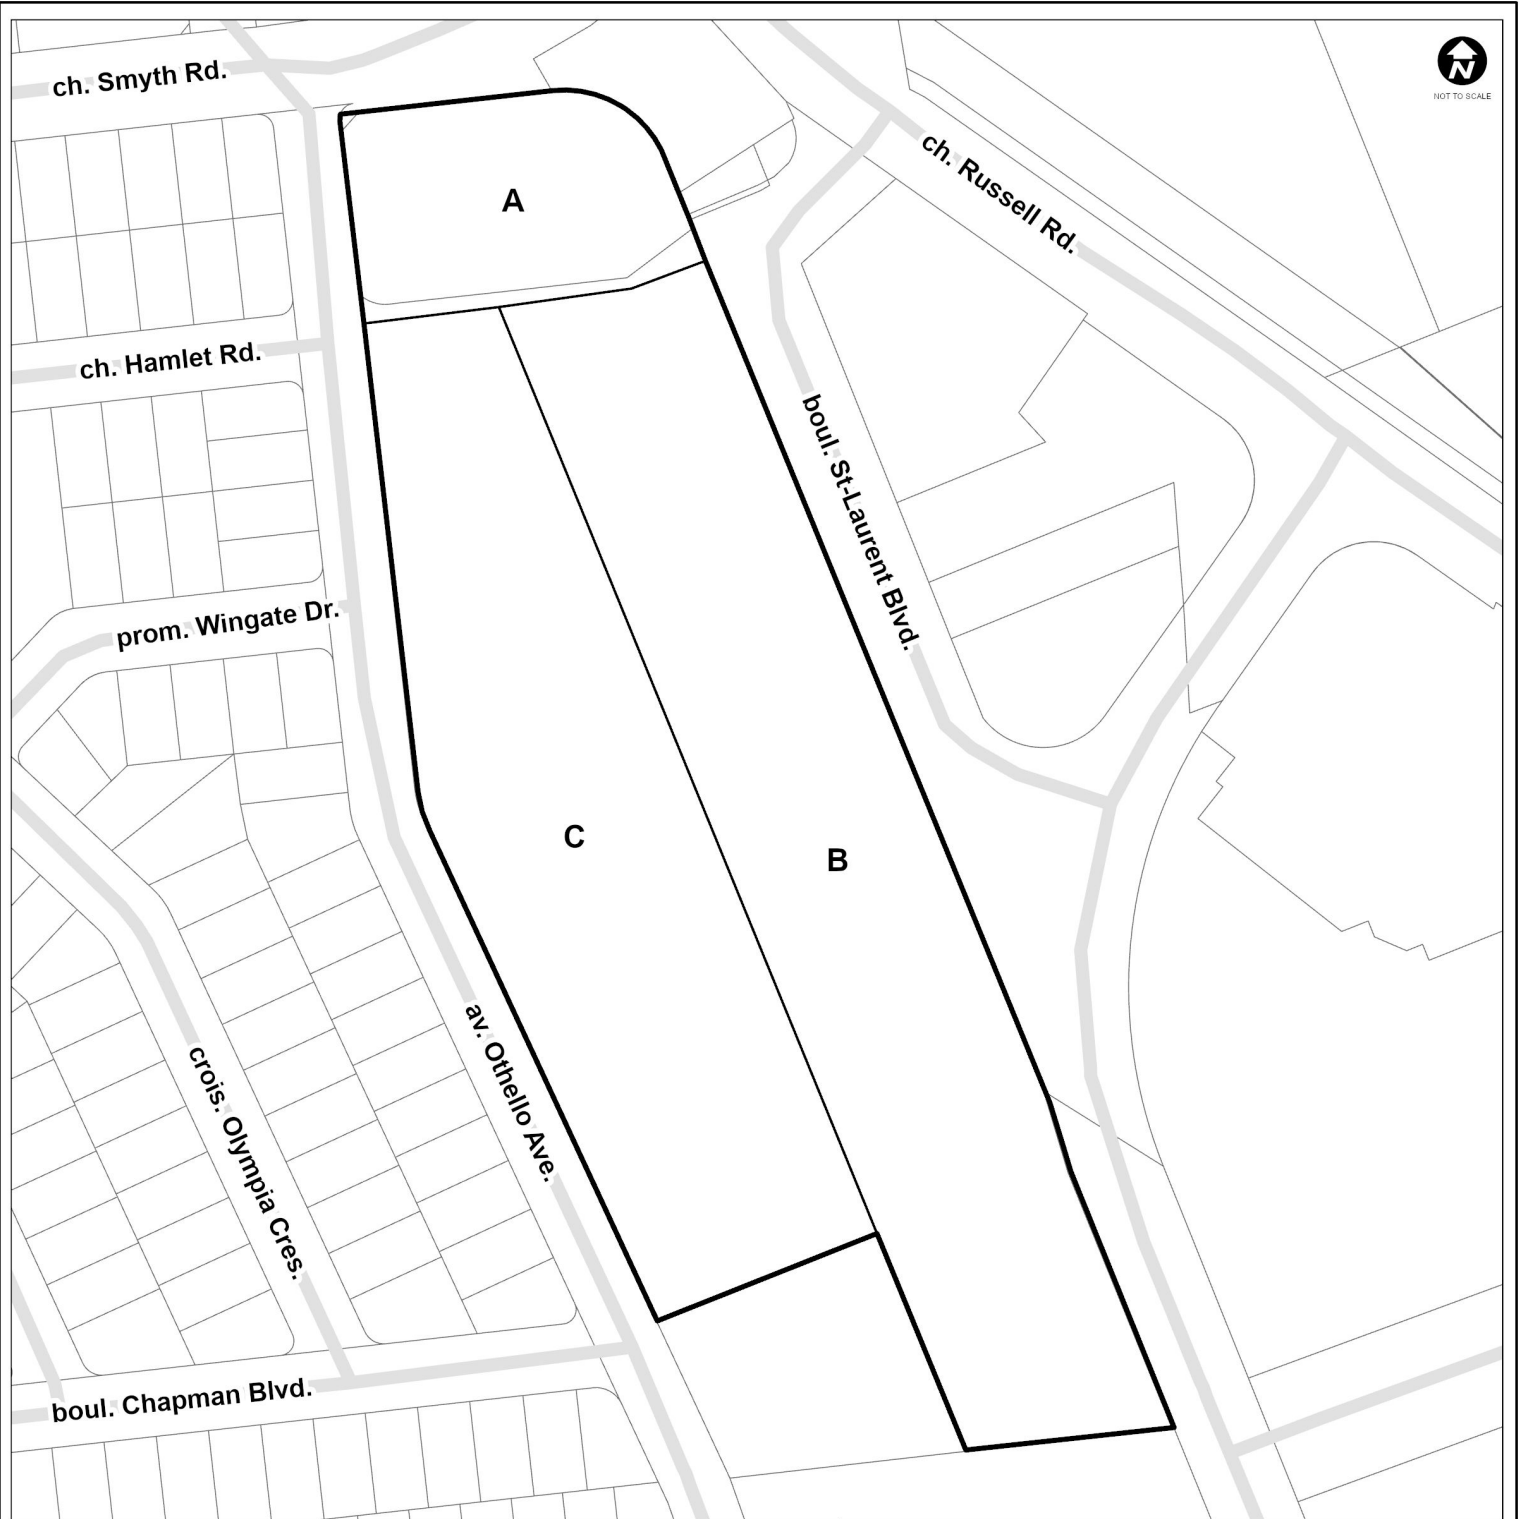 ch. Smyth Rd.
N
NOT TO SCALE
ch. Russell Rd.
A
ch. Hamlet Rd.
boul. St-Laurent Blvd.
prom. Wingate Dr.
C
B
av. Othello Ave.
crois. Olympia Cres.
boul. Chapman Blvd.